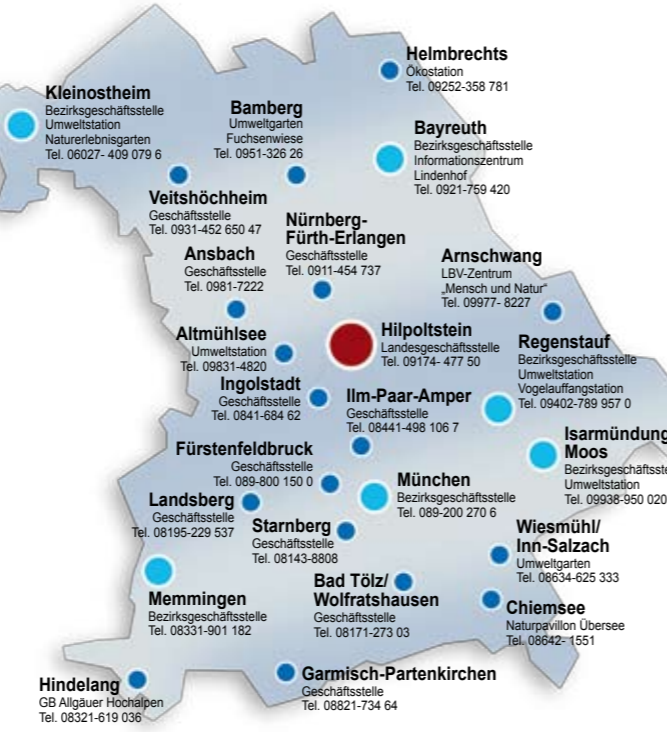 Helmbrechts
Ökostation
Tel. 09252-358 781
Kleinostheim
Bezirksgeschäftsstelle
Umweltstation
Naturerlebnisgarten
Tel. 06027- 409 079 6
Bamberg
Umweltgarten
Fuchsenwiese
Tel. 0951-326 26
Bayreuth
Bezirksgeschäftsstelle
Informationszentrum
Lindenhof
Tel. 0921-759 420
Veitshöchheim
Geschäftsstelle
Tel. 0931-452 650 47
Nürnberg-
Fürth-Erlangen
Geschäftsstelle
Tel. 0911-454 737
Ansbach
Geschäftsstelle
Tel. 0981-7222
Arnschwang
LBV-Zentrum
„Mensch und Natur“
Tel. 09977- 8227
Altmühlsee
Umweltstation
Tel. 09831-4820
Hilpoltstein
Landesgeschäftsstelle
Tel. 09174- 477 50
Regenstauf
Bezirksgeschäftsstelle
Umweltstation
Vogelauffangstation
Tel. 09402-789 957 0
Ingolstadt
Geschäftsstelle
Tel. 0841-684 62
Ilm-Paar-Amper
Geschäftsstelle
Tel. 08441-498 106 7
Isarmündung
Moos
Bezirksgeschäftsste
Umweltstation
Tel. 09938-950 020
Fürstenfeldbruck
Geschäftsstelle
Tel. 089-800 150 0
München
Bezirksgeschäftsstelle
Tel. 089-200 270 6
Landsberg
Geschäftsstelle
Tel. 08195-229 537
Starnberg
Geschäftsstelle
Tel. 08143-8808
Wiesmühl/
Inn-Salzach
Umweltgarten
Tel. 08634-625 333
Memmingen
Bezirksgeschäftsstelle
Tel. 08331-901 182
Bad Tölz/
Wolfratshausen
Geschäftsstelle
Tel. 08171-273 03
Chiemsee
Naturpavillon Übersee
Tel. 08642- 1551
Hindelang
GB Allgäuer Hochalpen
Tel. 08321-619 036
Garmisch-Partenkirchen
Geschäftsstelle
Tel. 08821-734 64